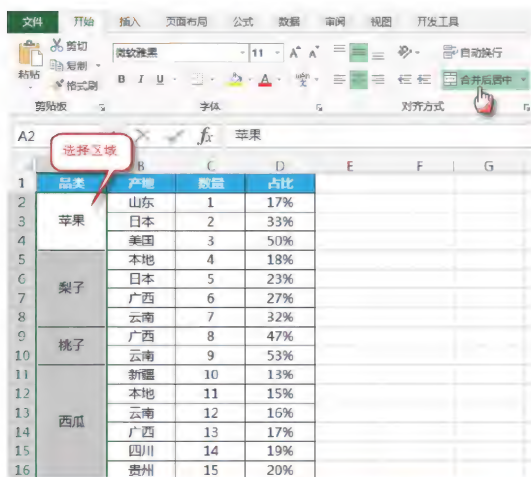 文件 开始 插入 页面布局 公式 数据 审阅 视图 开发工具
剪切
微软雅黑 11 A A 自动换行
复制
粘贴 格式刷 B I U A 合并后居中
剪贴板 字体 对齐方式
A2 fx 苹果
选择区域
B C D E F G
1 品类 产地 数量 占比
2 山东 1 17%
3 苹果 日本 2 33%
4 美国 3 50%
5 本地 4 18%
6 梨子 日本 5 23%
7 广西 6 27%
8 云南 7 32%
9 桃子 广西 8 47%
10 云南 9 53%
11 新疆 10 13%
12 本地 11 15%
13 西瓜 云南 12 16%
14 广西 13 17%
15 四川 14 19%
16 贵州 15 20%